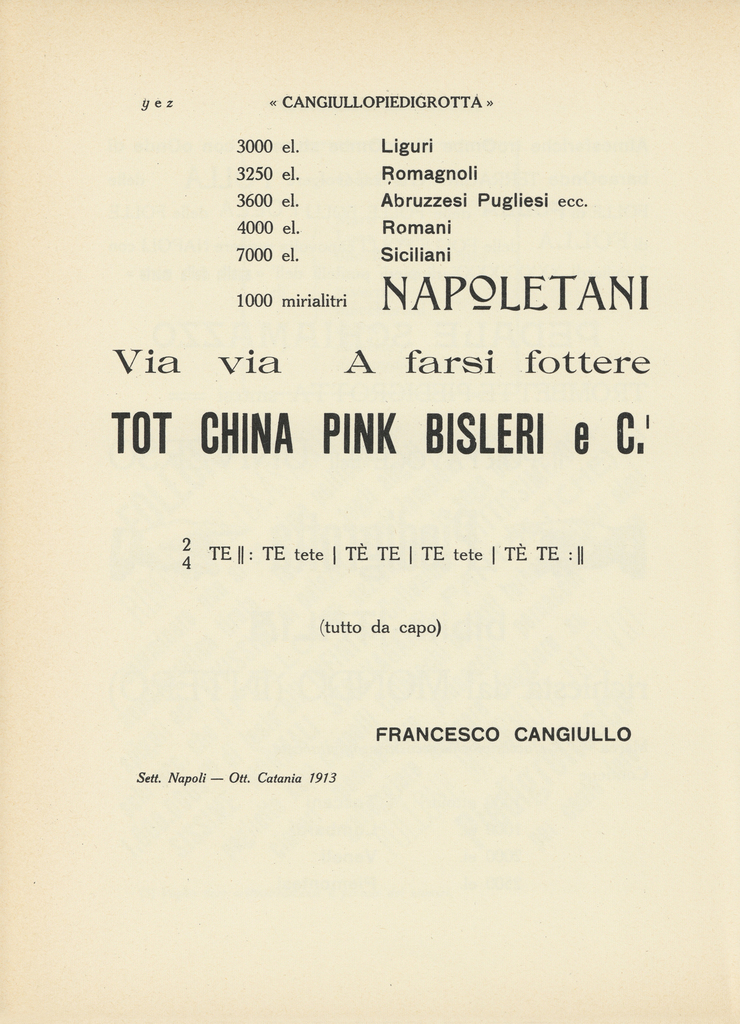 yez « CANGIULLOPIEDIGROTTA »
3000 el. Liguri
3250 el. Romagnoli
3600 el. Abruzzesi Pugliesi ecc.
4000 el. Romani
7000 el. Siciliani
1000 mirialitri NAPOLETANI
Via via A farsi fottere
TOT CHINA PINK BISLERI e C.ⁱ
2/4 TE ‖: TE tete | TÈ TE | TE tete | TÈ TE :‖
(tutto da capo)
FRANCESCO CANGIULLO
Sett. Napoli — Ott. Catania 1913